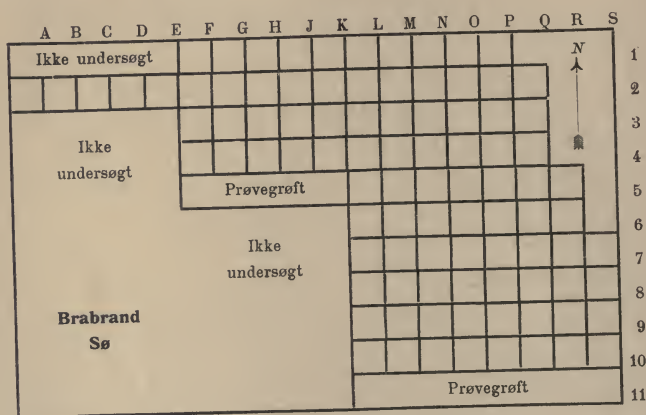 A B C D E F G H J K L M N O P Q R S
Ikke undersøgt
N
1
2
3
Ikke
undersøgt
4
Prøvegrøft
5
6
Ikke
undersøgt
7
8
Brabrand
Sø
9
10
Prøvegrøft
11